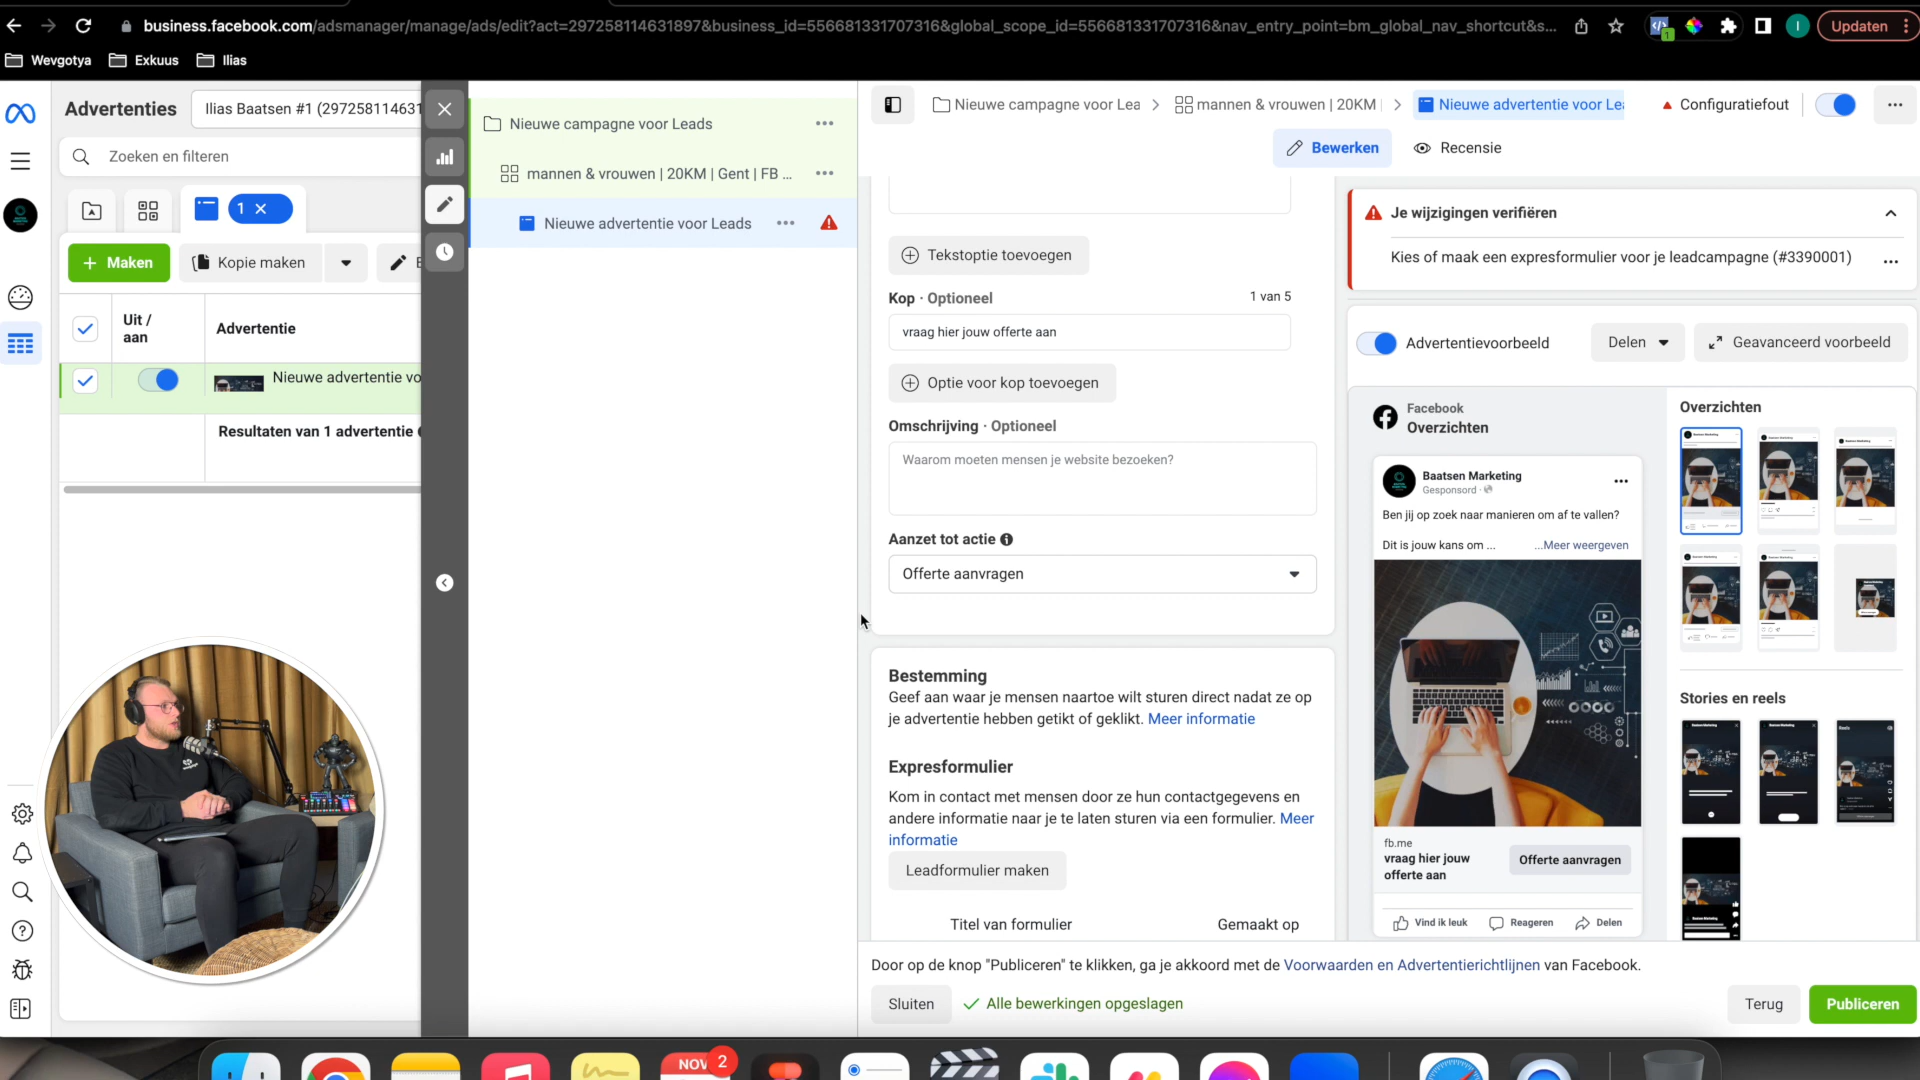 business.facebook.com/adsmanager/manage/ads/edit?act=297258114631897&business_id=556681331707316&global_scope_id=556681331707316&nav_entry_point=bm_global_nav_shortcut&s...
1
I
Updaten
Wevgotya
Exkuus
Ilias
Advertenties
Ilias Baatsen #1 (29725811463
Zoeken en filteren
1
Maken
Kopie maken
Uit /
aan
Advertentie
Nieuwe advertentie vo
Resultaten van 1 advertentie
Nieuwe campagne voor Leads
mannen & vrouwen | 20KM | Gent | FB ...
Nieuwe advertentie voor Leads
Nieuwe campagne voor Lea
mannen & vrouwen | 20KM |
Nieuwe advertentie voor Lea
Configuratiefout
Bewerken
Recensie
Tekstoptie toevoegen
Kop · Optioneel
1 van 5
vraag hier jouw offerte aan
Optie voor kop toevoegen
Omschrijving · Optioneel
Waarom moeten mensen je website bezoeken?
Aanzet tot actie
Offerte aanvragen
Bestemming
Geef aan waar je mensen naartoe wilt sturen direct nadat ze op
je advertentie hebben getikt of geklikt. Meer informatie
Expresformulier
Kom in contact met mensen door ze hun contactgegevens en
andere informatie naar je te laten sturen via een formulier. Meer
informatie
Leadformulier maken
Titel van formulier
Gemaakt op
Je wijzigingen verifiëren
Kies of maak een expresformulier voor je leadcampagne (#3390001)
Advertentievoorbeeld
Delen
Geavanceerd voorbeeld
Facebook
Overzichten
Baatsen Marketing
Gesponsord ·
Ben jij op zoek naar manieren om af te vallen?
Dit is jouw kans om ...
...Meer weergeven
fb.me
vraag hier jouw
offerte aan
Offerte aanvragen
Vind ik leuk
Reageren
Delen
Overzichten
Stories en reels
Door op de knop "Publiceren" te klikken, ga je akkoord met de Voorwaarden en Advertentierichtlijnen van Facebook.
Sluiten
Alle bewerkingen opgeslagen
Terug
Publiceren
NOV
2